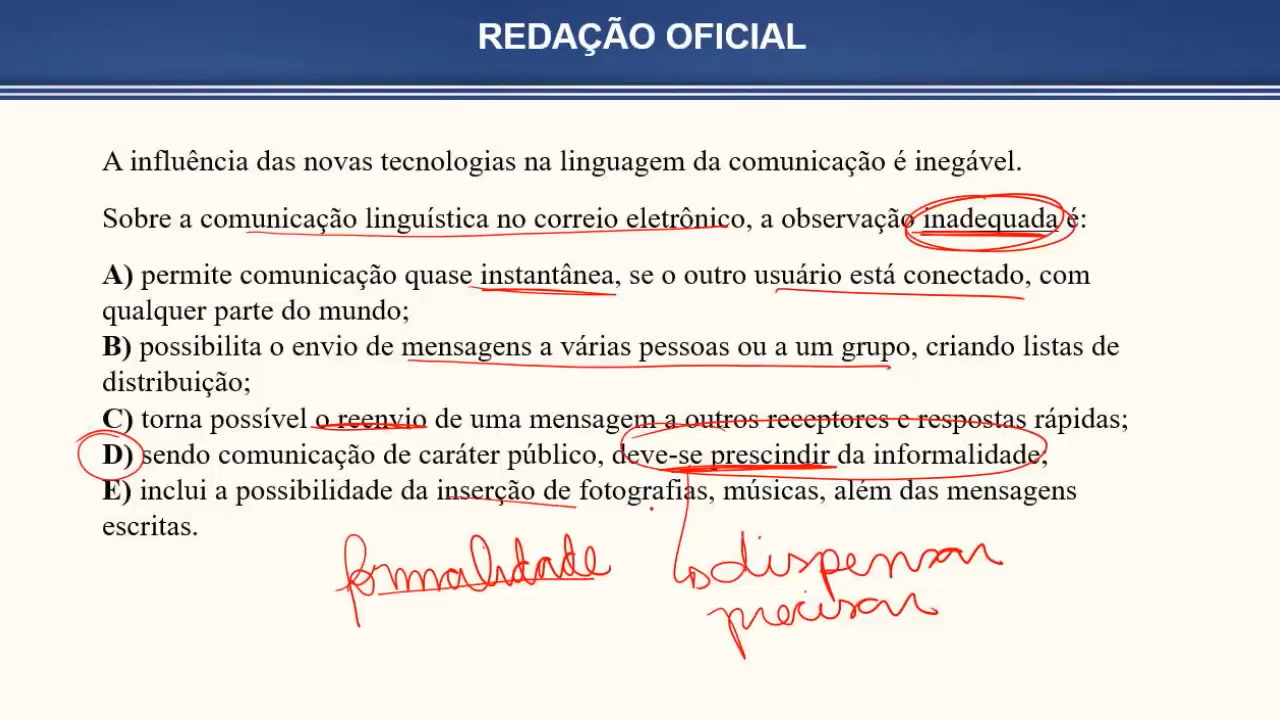 REDAÇÃO OFICIAL
A influência das novas tecnologias na linguagem da comunicação é inegável.
Sobre a comunicação linguística no correio eletrônico, a observação inadequada é:
A) permite comunicação quase instantânea, se o outro usuário está conectado, com
qualquer parte do mundo;
B) possibilita o envio de mensagens a várias pessoas ou a um grupo, criando listas de
distribuição;
C) torna possível o reenvio de uma mensagem a outros receptores e respostas rápidas;
D) sendo comunicação de caráter público, deve-se prescindir da informalidade;
E) inclui a possibilidade da inserção de fotografias, músicas, além das mensagens
escritas.
formalidade dispensar
precisar